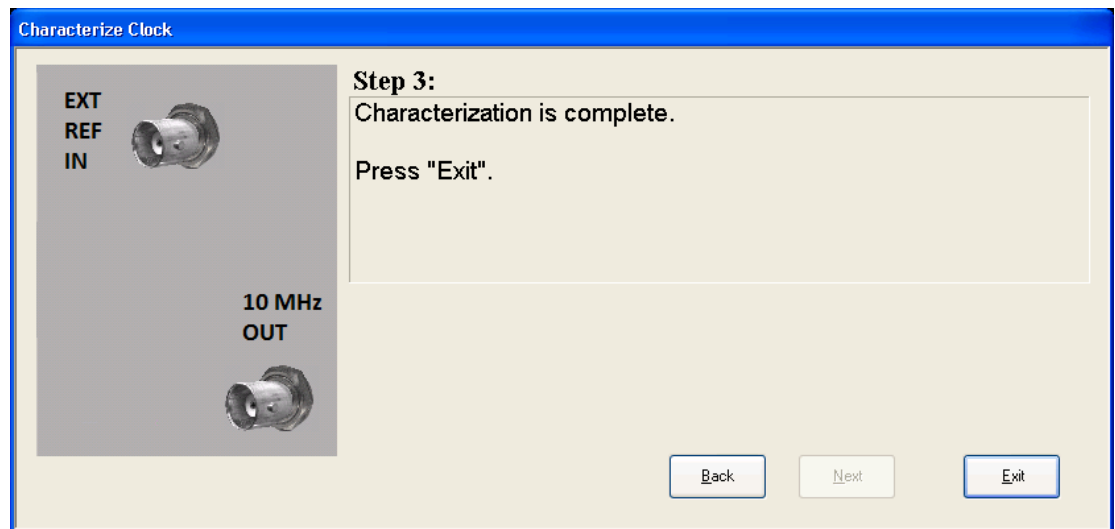 Characterize Clock
EXT
REF
IN
10 MHz
OUT
Step 3:
Characterization is complete.
Press "Exit".
Back
Next
Exit